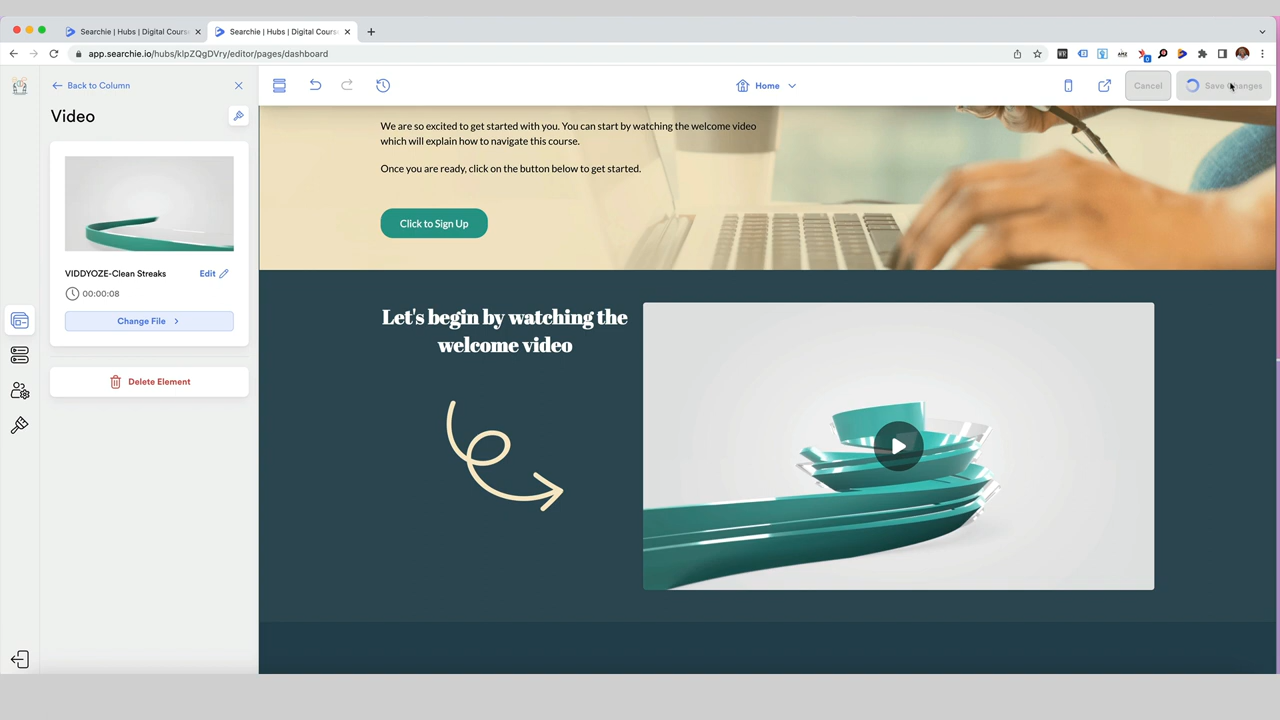 Searchie | Hubs | Digital Cours
Searchie | Hubs | Digital Cours
app.searchie.io/hubs/klpZQgDVry/editor/pages/dashboard
Back to Column
Home
Cancel
Save Changes
Video
VIDDYOZE-Clean Streaks
Edit
00:00:08
Change File
Delete Element
We are so excited to get started with you. You can start by watching the welcome video
which will explain how to navigate this course.
Once you are ready, click on the button below to get started.
Click to Sign Up
Let's begin by watching the
welcome video